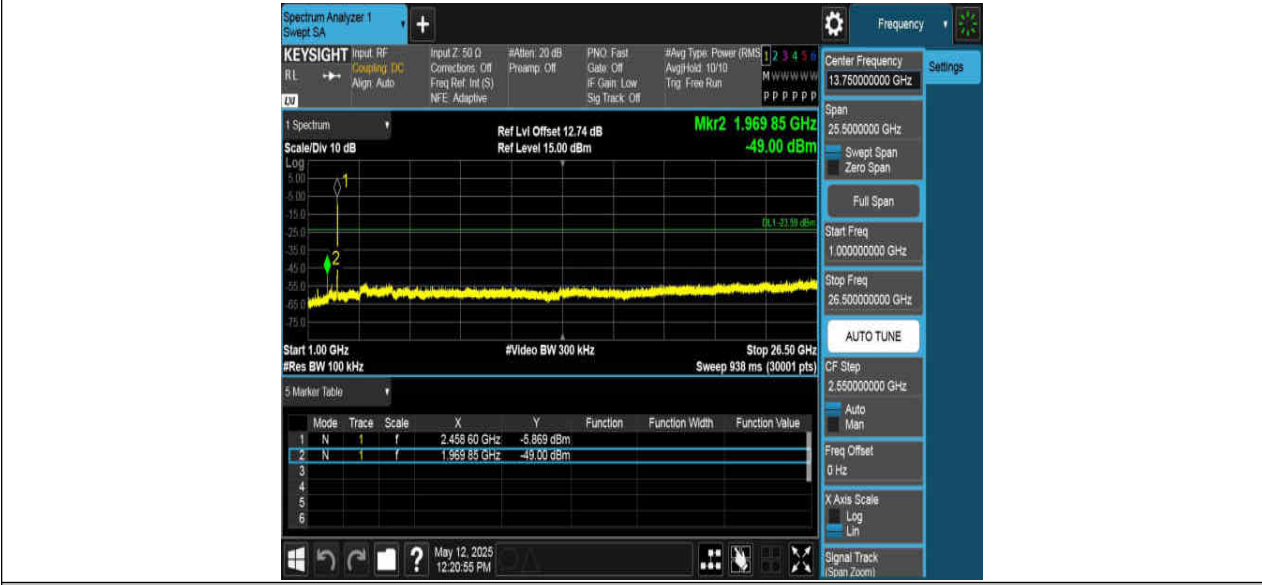 Spectrum Analyzer 1
Swept SA
+
Frequency
KEYSIGHT
RL
LXI
Input: RF
Coupling: DC
Align: Auto
Input Z: 50 Ω
Corrections: Off
Freq Ref: Int (S)
NFE: Adaptive
#Atten: 20 dB
Preamp: Off
PNO: Fast
Gate: Off
IF Gain: Low
Sig Track: Off
#Avg Type: Power (RMS
Avg|Hold: 10/10
Trig: Free Run
1 2 3 4 5 6
M W W W W W
P P P P P P
Center Frequency
13.750000000 GHz
Settings
Span
25.5000000 GHz
Swept Span
Zero Span
Full Span
Start Freq
1.000000000 GHz
Stop Freq
26.500000000 GHz
AUTO TUNE
CF Step
2.550000000 GHz
Auto
Man
Freq Offset
0 Hz
X Axis Scale
Log
Lin
Signal Track
(Span Zoom)
1 Spectrum
Scale/Div 10 dB
Ref Lvl Offset 12.74 dB
Ref Level 15.00 dBm
Mkr2 1.969 85 GHz
-49.00 dBm
Log
5.00
-5.00
-15.0
-25.0
-35.0
-45.0
-55.0
-65.0
-75.0
1
2
DL1 -23.59 dBm
Start 1.00 GHz
#Res BW 100 kHz
#Video BW 300 kHz
Stop 26.50 GHz
Sweep 938 ms (30001 pts)
5 Marker Table
Mode Trace Scale X Y Function Function Width Function Value
1 N 1 f 2.458 60 GHz -5.869 dBm
2 N 1 f 1.969 85 GHz -49.00 dBm
3
4
5
6
?
May 12, 2025
12:20:55 PM